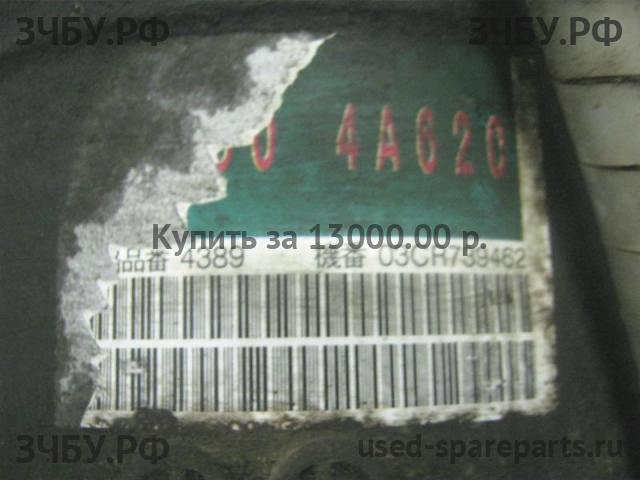 ЗЧБУ.РФ
ЗЧБУ.РФ
4A62C
Купить за 13000.00 р.
品番 4389 機番 03CR739462
ЗЧБУ.РФ
used-spareparts.ru